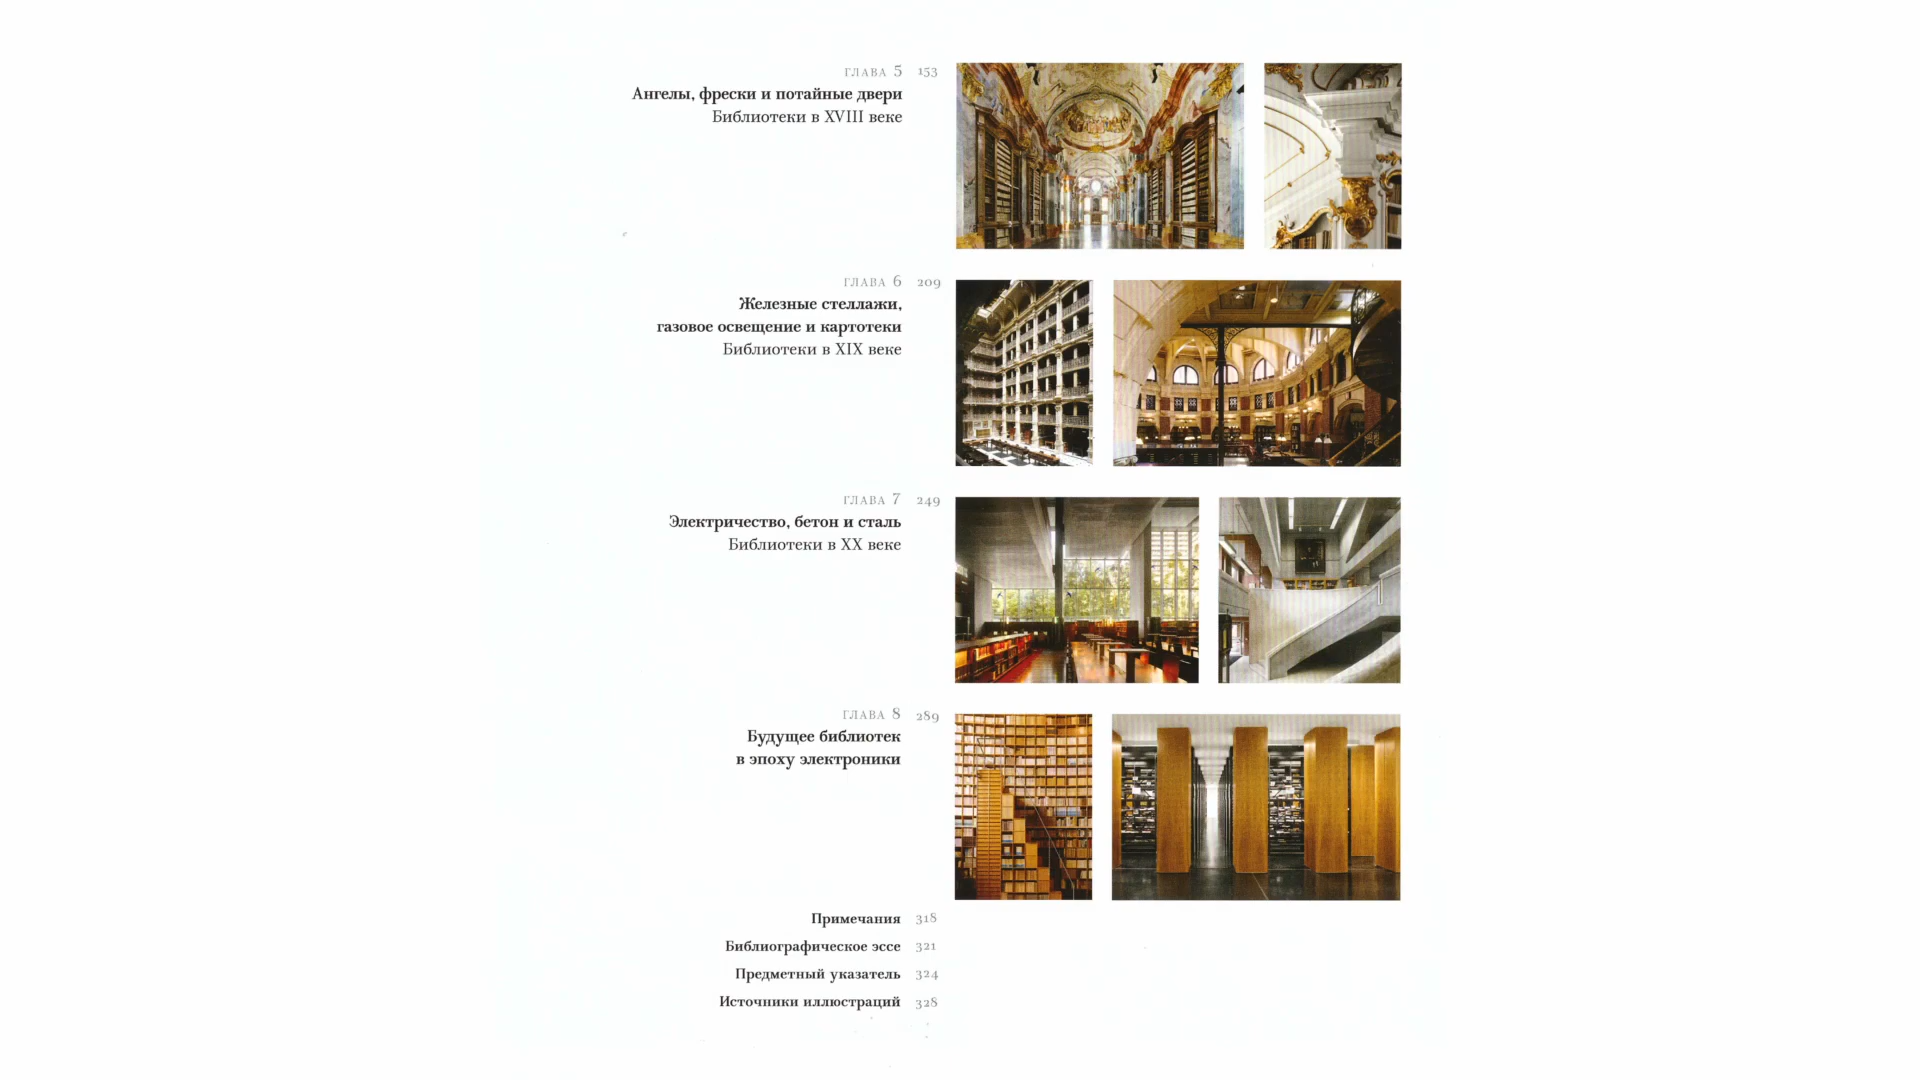 ГЛАВА 5 153
Ангелы, фрески и потайные двери
Библиотеки в XVIII веке
ГЛАВА 6 209
Железные стеллажи,
газовое освещение и картотеки
Библиотеки в XIX веке
ГЛАВА 7 249
Электричество, бетон и сталь
Библиотеки в XX веке
ГЛАВА 8 289
Будущее библиотек
в эпоху электроники
Примечания 318
Библиографическое эссе 321
Предметный указатель 324
Источники иллюстраций 328